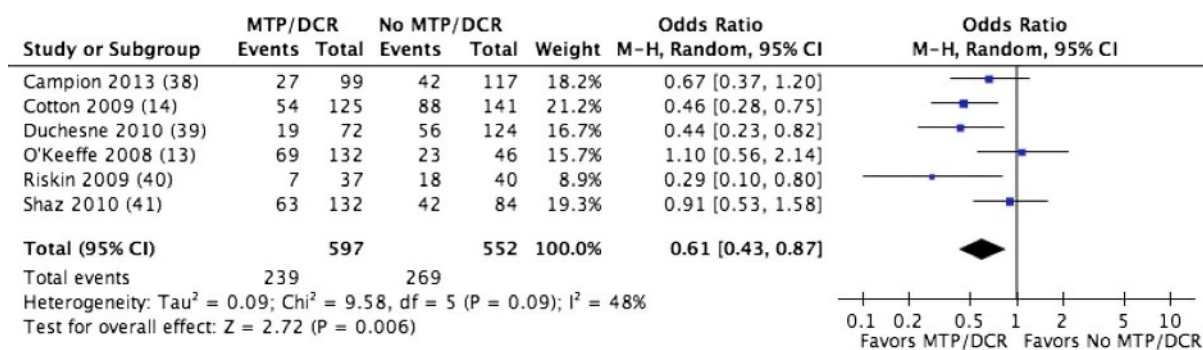 MTP/DCR No MTP/DCR Odds Ratio Odds Ratio
Study or Subgroup Events Total Events Total Weight M-H, Random, 95% CI M-H, Random, 95% CI
Campion 2013 (38) 27 99 42 117 18.2% 0.67 [0.37, 1.20]
Cotton 2009 (14) 54 125 88 141 21.2% 0.46 [0.28, 0.75]
Duchesne 2010 (39) 19 72 56 124 16.7% 0.44 [0.23, 0.82]
O'Keeffe 2008 (13) 69 132 23 46 15.7% 1.10 [0.56, 2.14]
Riskin 2009 (40) 7 37 18 40 8.9% 0.29 [0.10, 0.80]
Shaz 2010 (41) 63 132 42 84 19.3% 0.91 [0.53, 1.58]
Total (95% CI) 597 552 100.0% 0.61 [0.43, 0.87]
Total events 239 269
Heterogeneity: Tau² = 0.09; Chi² = 9.58, df = 5 (P = 0.09); I² = 48%
Test for overall effect: Z = 2.72 (P = 0.006)
0.1 0.2 0.5 1 2 5 10
Favors MTP/DCR Favors No MTP/DCR